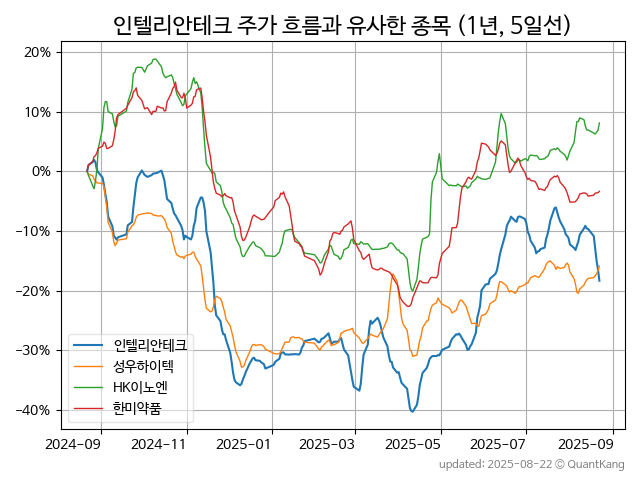 인텔리안테크 주가 흐름과 유사한 종목 (1년, 5일선)
20%
10%
0%
−10%
−20%
−30%
−40%
인텔리안테크
성우하이텍
HK이노엔
한미약품
2024-09
2024-11
2025-01
2025-03
2025-05
2025-07
2025-09
updated: 2025-08-22 © QuantKang